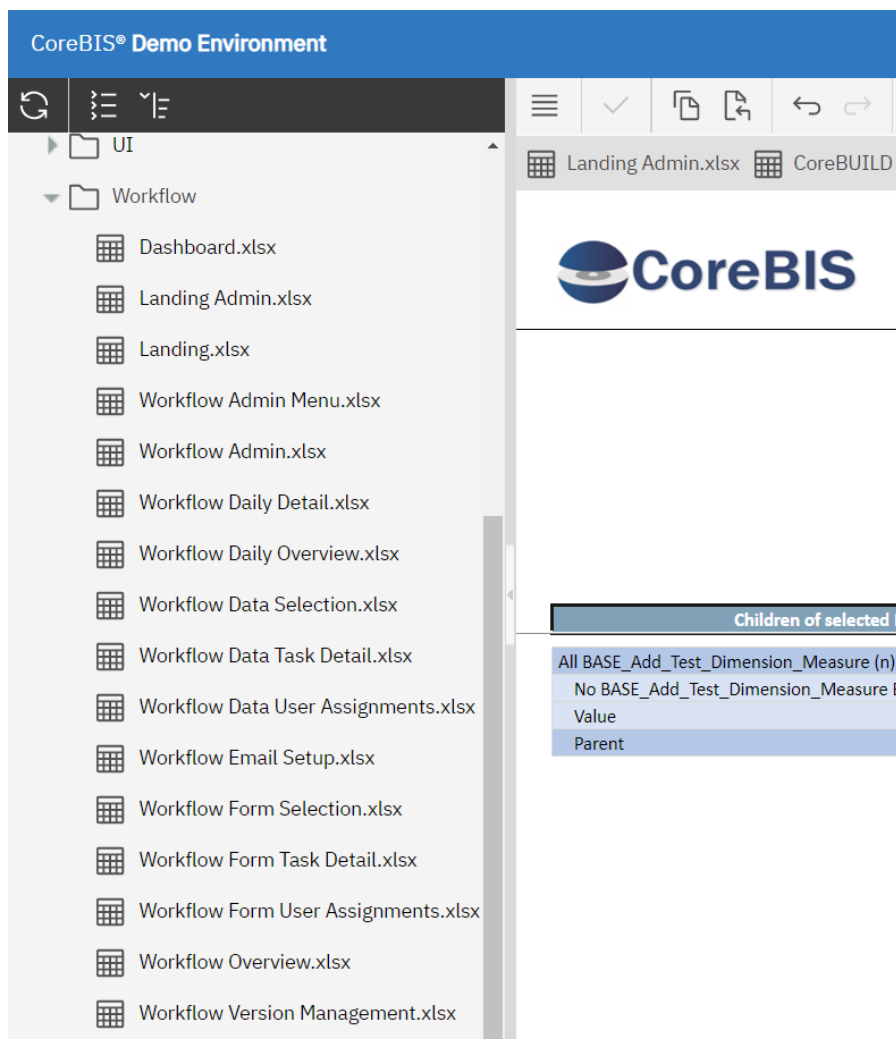 CoreBIS® Demo Environment
UI
Workflow
Dashboard.xlsx
Landing Admin.xlsx
Landing.xlsx
Workflow Admin Menu.xlsx
Workflow Admin.xlsx
Workflow Daily Detail.xlsx
Workflow Daily Overview.xlsx
Workflow Data Selection.xlsx
Workflow Data Task Detail.xlsx
Workflow Data User Assignments.xlsx
Workflow Email Setup.xlsx
Workflow Form Selection.xlsx
Workflow Form Task Detail.xlsx
Workflow Form User Assignments.xlsx
Workflow Overview.xlsx
Workflow Version Management.xlsx
Landing Admin.xlsx CoreBUILD
CoreBIS
Children of selected
All BASE_Add_Test_Dimension_Measure (n)
No BASE_Add_Test_Dimension_Measure
Value
Parent